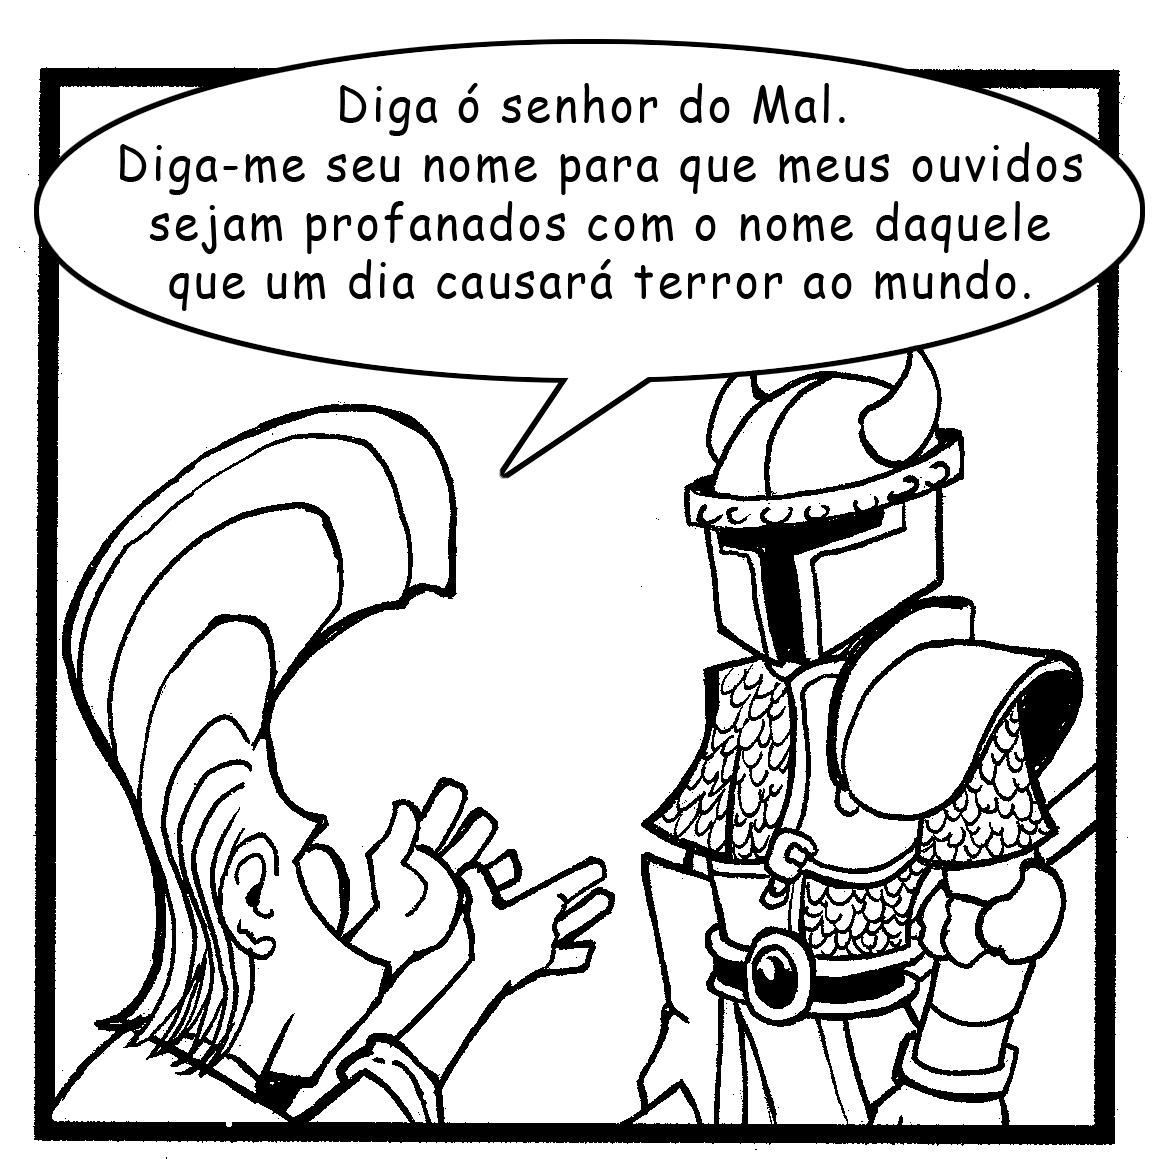 Diga ó senhor do Mal.
Diga-me seu nome para que meus ouvidos
sejam profanados com o nome daquele
que um dia causará terror ao mundo.